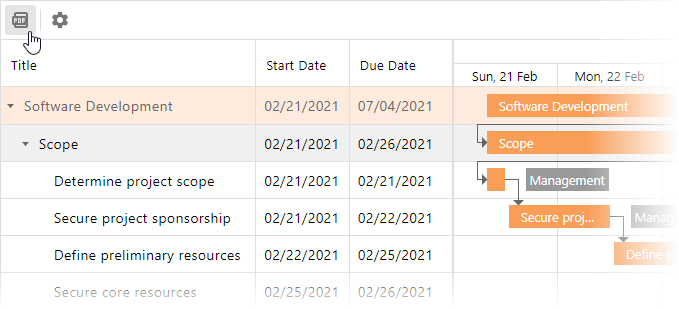 PDF
Title Start Date Due Date
Sun, 21 Feb Mon, 22 Feb
Software Development 02/21/2021 07/04/2021 Software Development
Scope 02/21/2021 02/26/2021 Scope
Determine project scope 02/21/2021 02/21/2021 Management
Secure project sponsorship 02/21/2021 02/22/2021 Secure proj... Manag
Define preliminary resources 02/22/2021 02/25/2021 Define p
Secure core resources 02/25/2021 02/26/2021